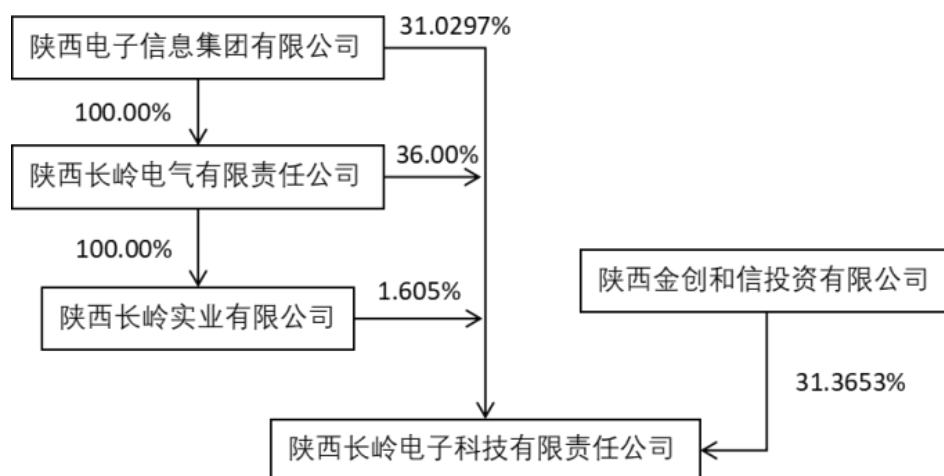 陕西电子信息集团有限公司
31.0297%
100.00%
陕西长岭电气有限责任公司
36.00%
100.00%
陕西长岭实业有限公司
1.605%
陕西金创和信投资有限公司
31.3653%
陕西长岭电子科技有限责任公司